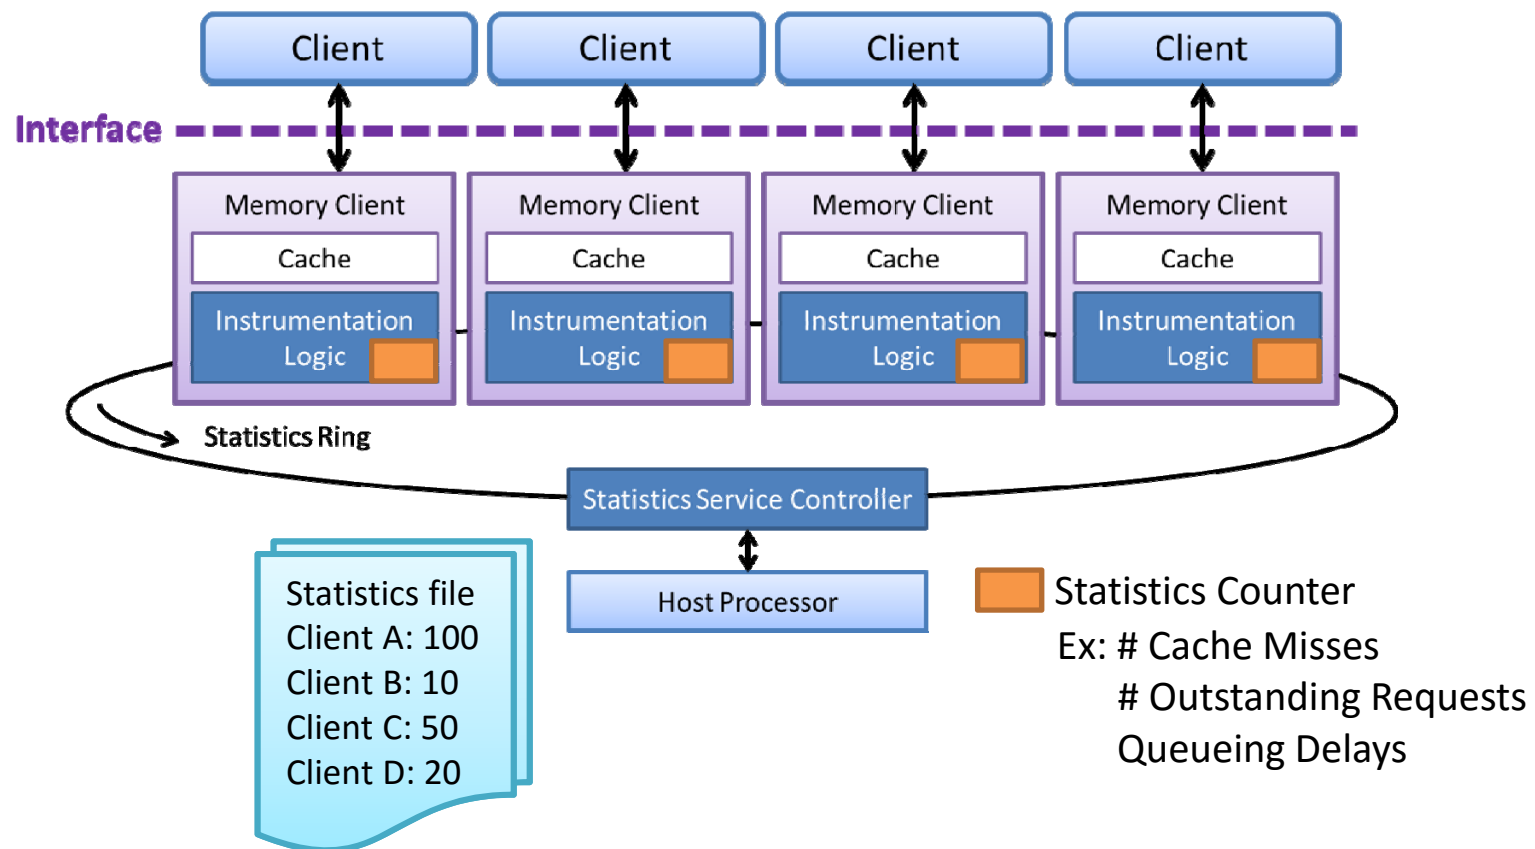 Client
Client
Client
Client
Interface
Memory Client
Memory Client
Memory Client
Memory Client
Cache
Cache
Cache
Cache
Instrumentation
Logic
Instrumentation
Logic
Instrumentation
Logic
Instrumentation
Logic
Statistics Ring
Statistics Service Controller
Host Processor
Statistics file
Client A: 100
Client B: 10
Client C: 50
Client D: 20
Statistics Counter
Ex: # Cache Misses
# Outstanding Requests
Queueing Delays